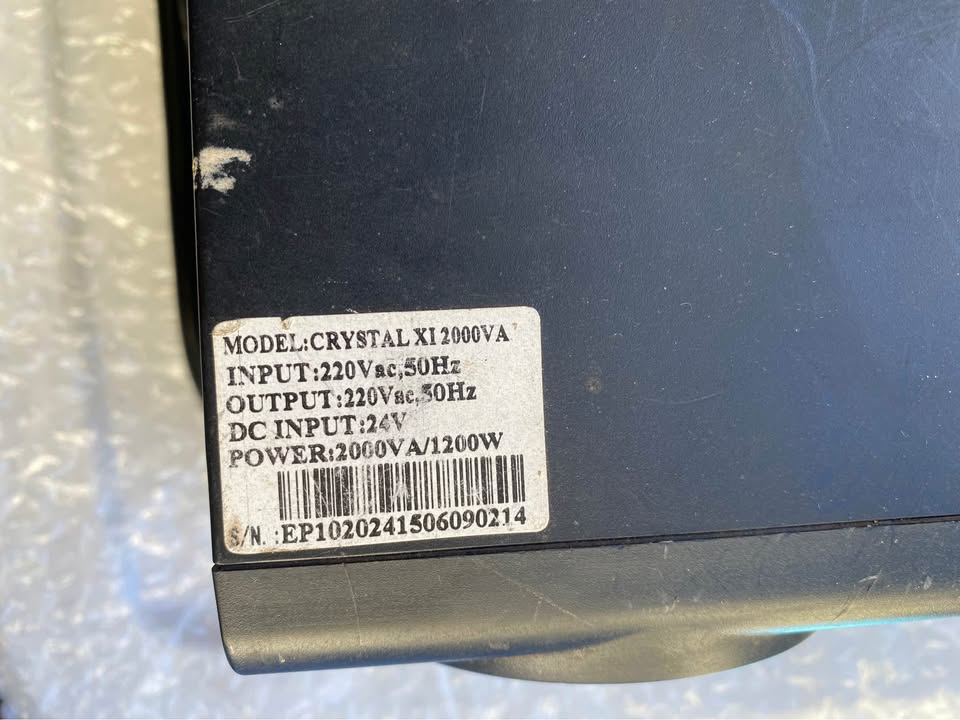 MODEL:CRYSTAL XI 2000VA
INPUT:220Vac,50Hz
OUTPUT:220Vac,50Hz
DC INPUT:24V
POWER:2000VA/1200W
S/N. :EP1020241506090214